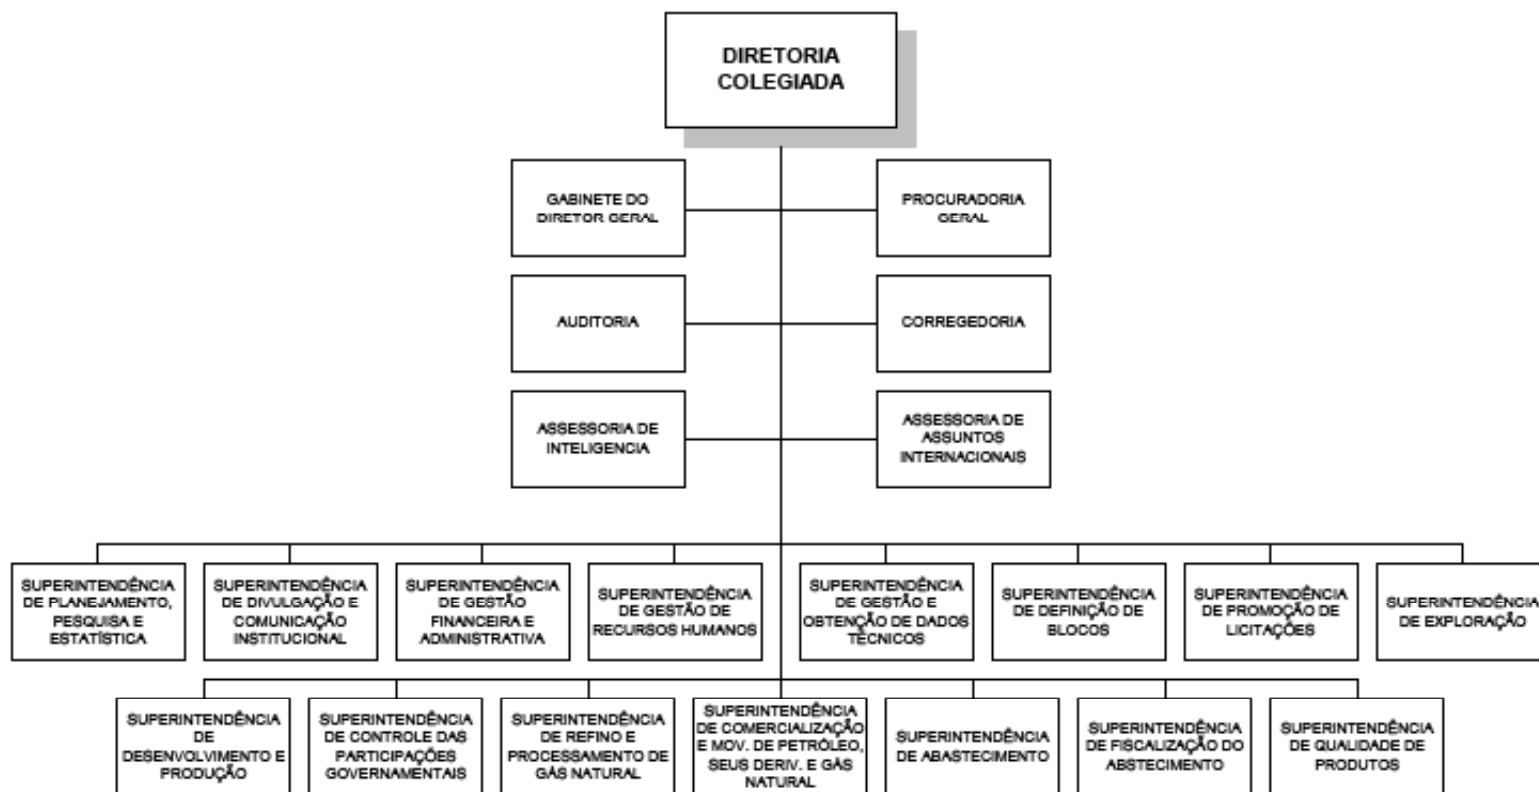 DIRETORIA
COLEGIADA
GABINETE DO
DIRETOR GERAL
PROCURADORIA
GERAL
AUDITORIA
CORREGEDORIA
ASSESSORIA DE
INTELIGENCIA
ASSESSORIA DE
ASSUNTOS
INTERNACIONAIS
SUPERINTENDÊNCIA
DE PLANEJAMENTO,
PESQUISA E
ESTATÍSTICA
SUPERINTENDÊNCIA
DE DIVULGAÇÃO E
COMUNICAÇÃO
INSTITUCIONAL
SUPERINTENDÊNCIA
DE GESTÃO
FINANCEIRA E
ADMINISTRATIVA
SUPERINTENDÊNCIA
DE GESTÃO DE
RECURSOS HUMANOS
SUPERINTENDÊNCIA
DE GESTÃO E
OBTENÇÃO DE DADOS
TÉCNICOS
SUPERINTENDÊNCIA
DE DEFINIÇÃO DE
BLOCOS
SUPERINTENDÊNCIA
DE PROMOÇÃO DE
LICITAÇÕES
SUPERINTENDÊNCIA
DE EXPLORAÇÃO
SUPERINTENDÊNCIA
DE
DESENVOLVIMENTO E
PRODUÇÃO
SUPERINTENDÊNCIA
DE CONTROLE DAS
PARTICIPAÇÕES
GOVERNAMENTAIS
SUPERINTENDÊNCIA
DE REFINO E
PROCESSAMENTO DE
GÁS NATURAL
SUPERINTENDÊNCIA
DE COMERCIALIZAÇÃO
E MOV. DE PETRÓLEO,
SEUS DERIV. E GÁS
NATURAL
SUPERINTENDÊNCIA
DE ABASTECIMENTO
SUPERINTENDÊNCIA
DE FISCALIZAÇÃO DO
ABSTECIMENTO
SUPERINTENDÊNCIA
DE QUALIDADE DE
PRODUTOS